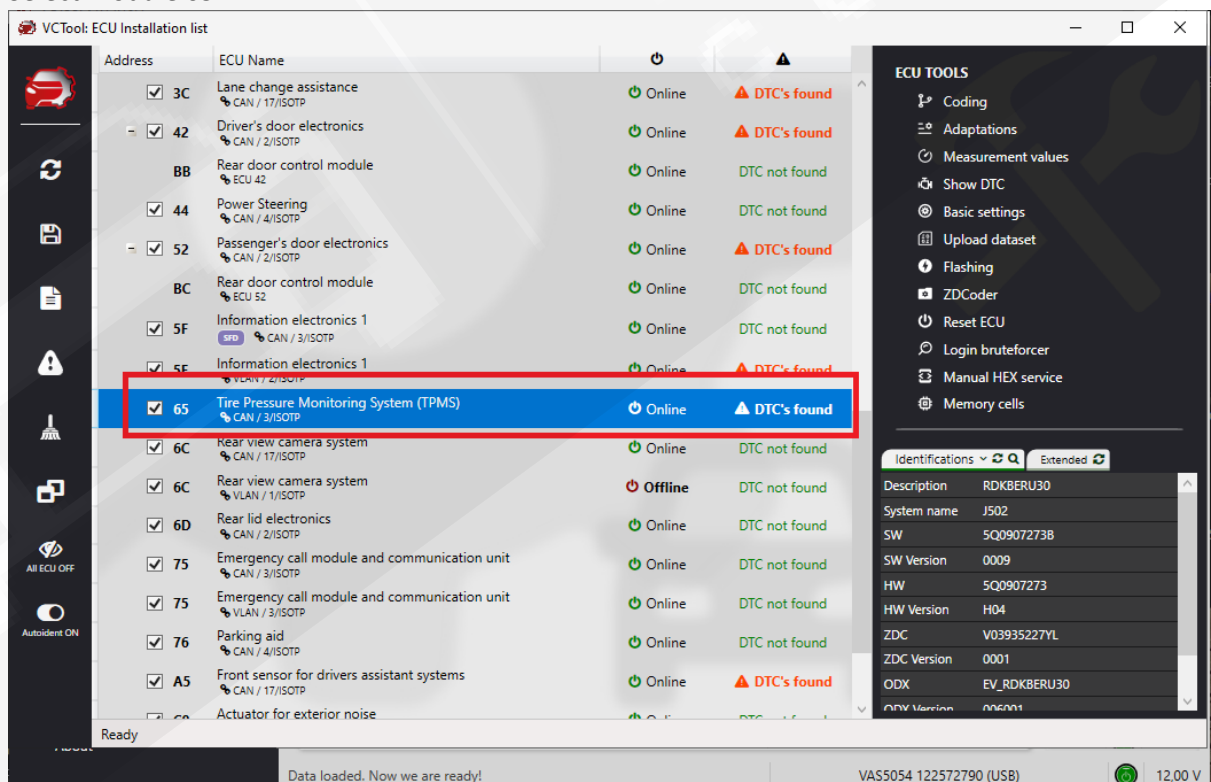 VCTool: ECU Installation list
Address ECU Name
3C Lane change assistance Online DTC's found
CAN / 17/ISOTP
42 Driver's door electronics Online DTC's found
CAN / 2/ISOTP
BB Rear door control module Online DTC not found
ECU 42
44 Power Steering Online DTC not found
CAN / 4/ISOTP
52 Passenger's door electronics Online DTC's found
CAN / 2/ISOTP
BC Rear door control module Online DTC not found
ECU 52
5F Information electronics 1 Online DTC not found
SFD CAN / 3/ISOTP
5F Information electronics 1 Online DTC's found
VLAN / 2/ISOTP
65 Tire Pressure Monitoring System (TPMS) Online DTC's found
CAN / 3/ISOTP
6C Rear view camera system Online DTC not found
CAN / 17/ISOTP
6C Rear view camera system Offline DTC not found
VLAN / 1/ISOTP
6D Rear lid electronics Online DTC not found
CAN / 2/ISOTP
75 Emergency call module and communication unit Online DTC not found
CAN / 3/ISOTP
75 Emergency call module and communication unit Online DTC not found
VLAN / 3/ISOTP
76 Parking aid Online DTC not found
CAN / 4/ISOTP
A5 Front sensor for drivers assistant systems Online DTC's found
CAN / 17/ISOTP
Actuator for exterior noise
All ECU OFF
Autoident ON
Ready
ECU TOOLS
Coding
Adaptations
Measurement values
Show DTC
Basic settings
Upload dataset
Flashing
ZDCoder
Reset ECU
Login bruteforcer
Manual HEX service
Memory cells
Identifications Extended
Description RDKBERU30
System name J502
SW 5Q0907273B
SW Version 0009
HW 5Q0907273
HW Version H04
ZDC V03935227YL
ZDC Version 0001
ODX EV_RDKBERU30
ODX Version 006001
Data loaded. Now we are ready! VAS5054 122572790 (USB) 12,00 V